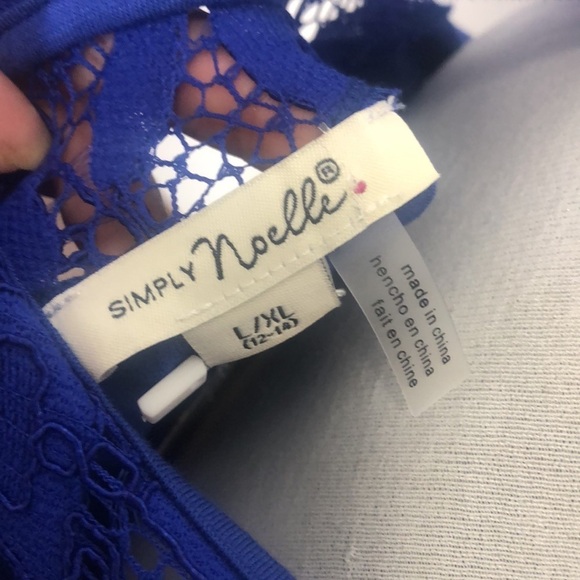 SIMPLY Noelle®
L/XL
(12-14)
made in china
hencho en china
fait en chine